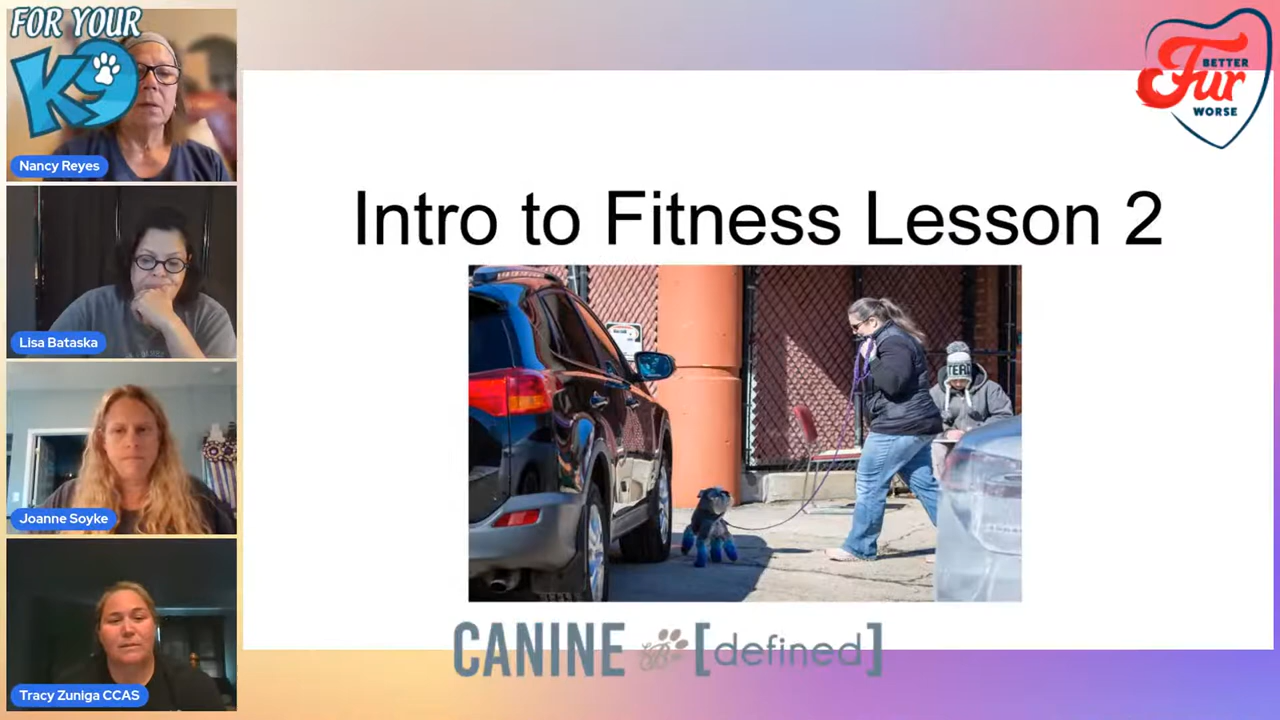 FOR YOUR
K9
Nancy Reyes
Lisa Bataska
Joanne Soyke
Tracy Zuniga CCAS
BETTER
Fur
WORSE
Intro to Fitness Lesson 2
CANINE [defined]